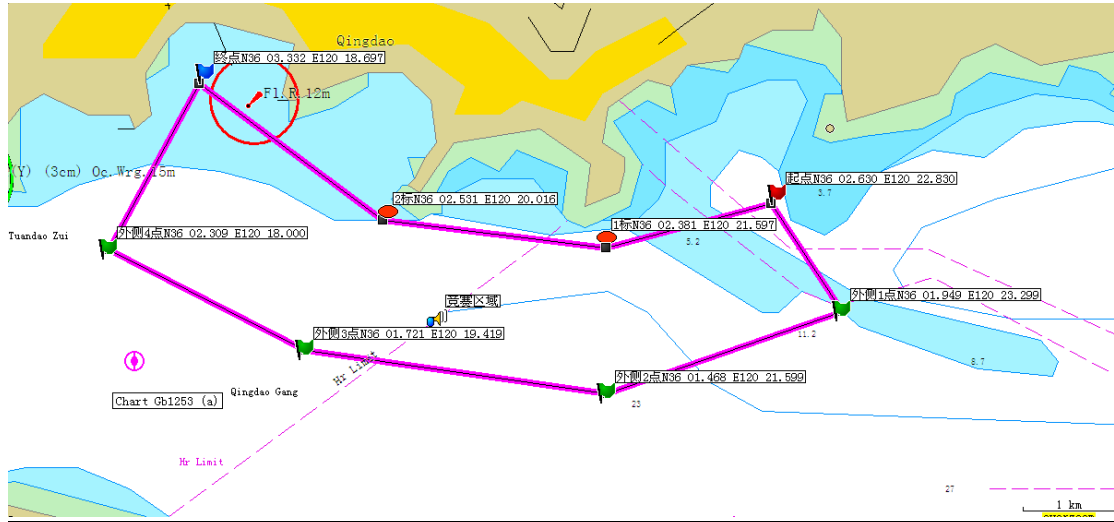 4
Qingdao
终点N36 03.332 E120 18.697
Fl.R.12m
(Y) (3cm) Oc.Wrg.15m
起点N36 02.630 E120 22.830
3.7
2标N36 02.531 E120 20.016
1标N36 02.381 E120 21.597
Tuandao Zui
外侧4点N36 02.309 E120 18.000
5.2
外侧1点N36 01.949 E120 23.299
竞赛区域
外侧3点N36 01.721 E120 19.419
11.2
8.7
Hr Limit
外侧2点N36 01.468 E120 21.599
Qingdao Gang
Chart Gb1253 (a)
23
Hr Limit
27
1 km
overzoom